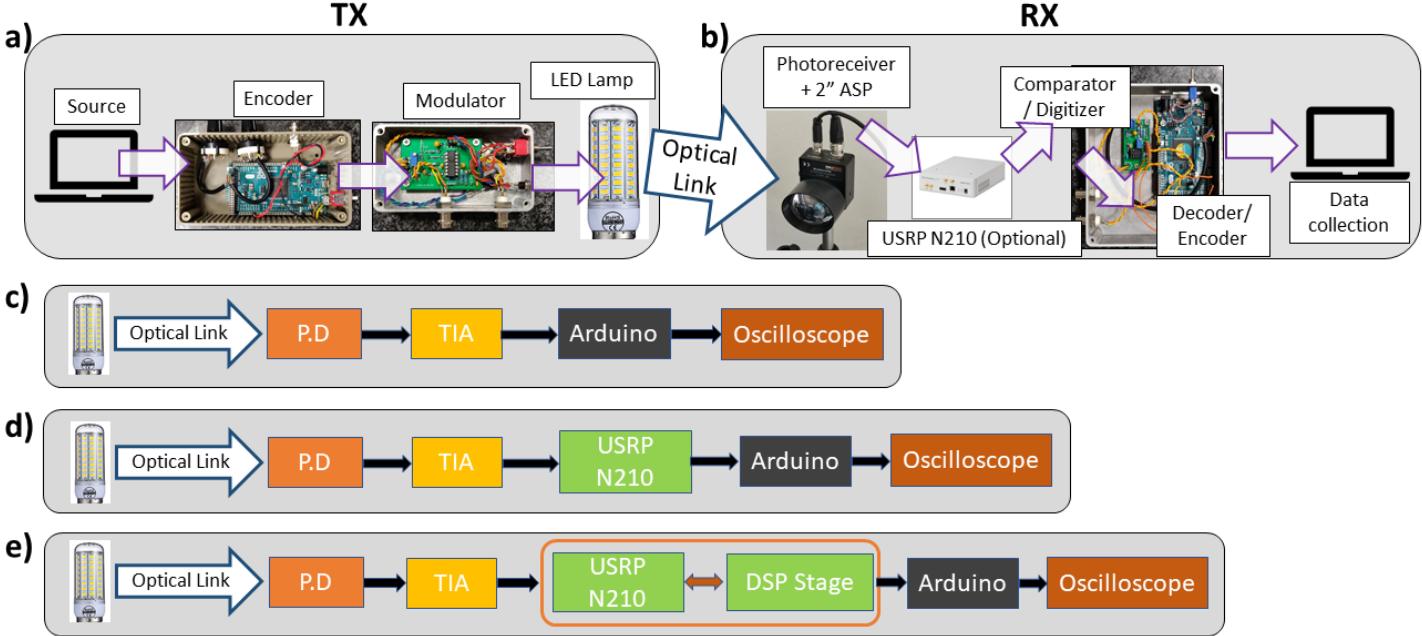 TX
RX
a)
Source
Encoder
Modulator
LED Lamp
Optical
Link
b)
Photoreceiver
+ 2” ASP
USRP N210 (Optional)
Comparator
/ Digitizer
Decoder/
Encoder
Data
collection
c)
Optical Link
P.D
TIA
Arduino
Oscilloscope
d)
Optical Link
P.D
TIA
USRP
N210
Arduino
Oscilloscope
e)
Optical Link
P.D
TIA
USRP
N210
DSP Stage
Arduino
Oscilloscope